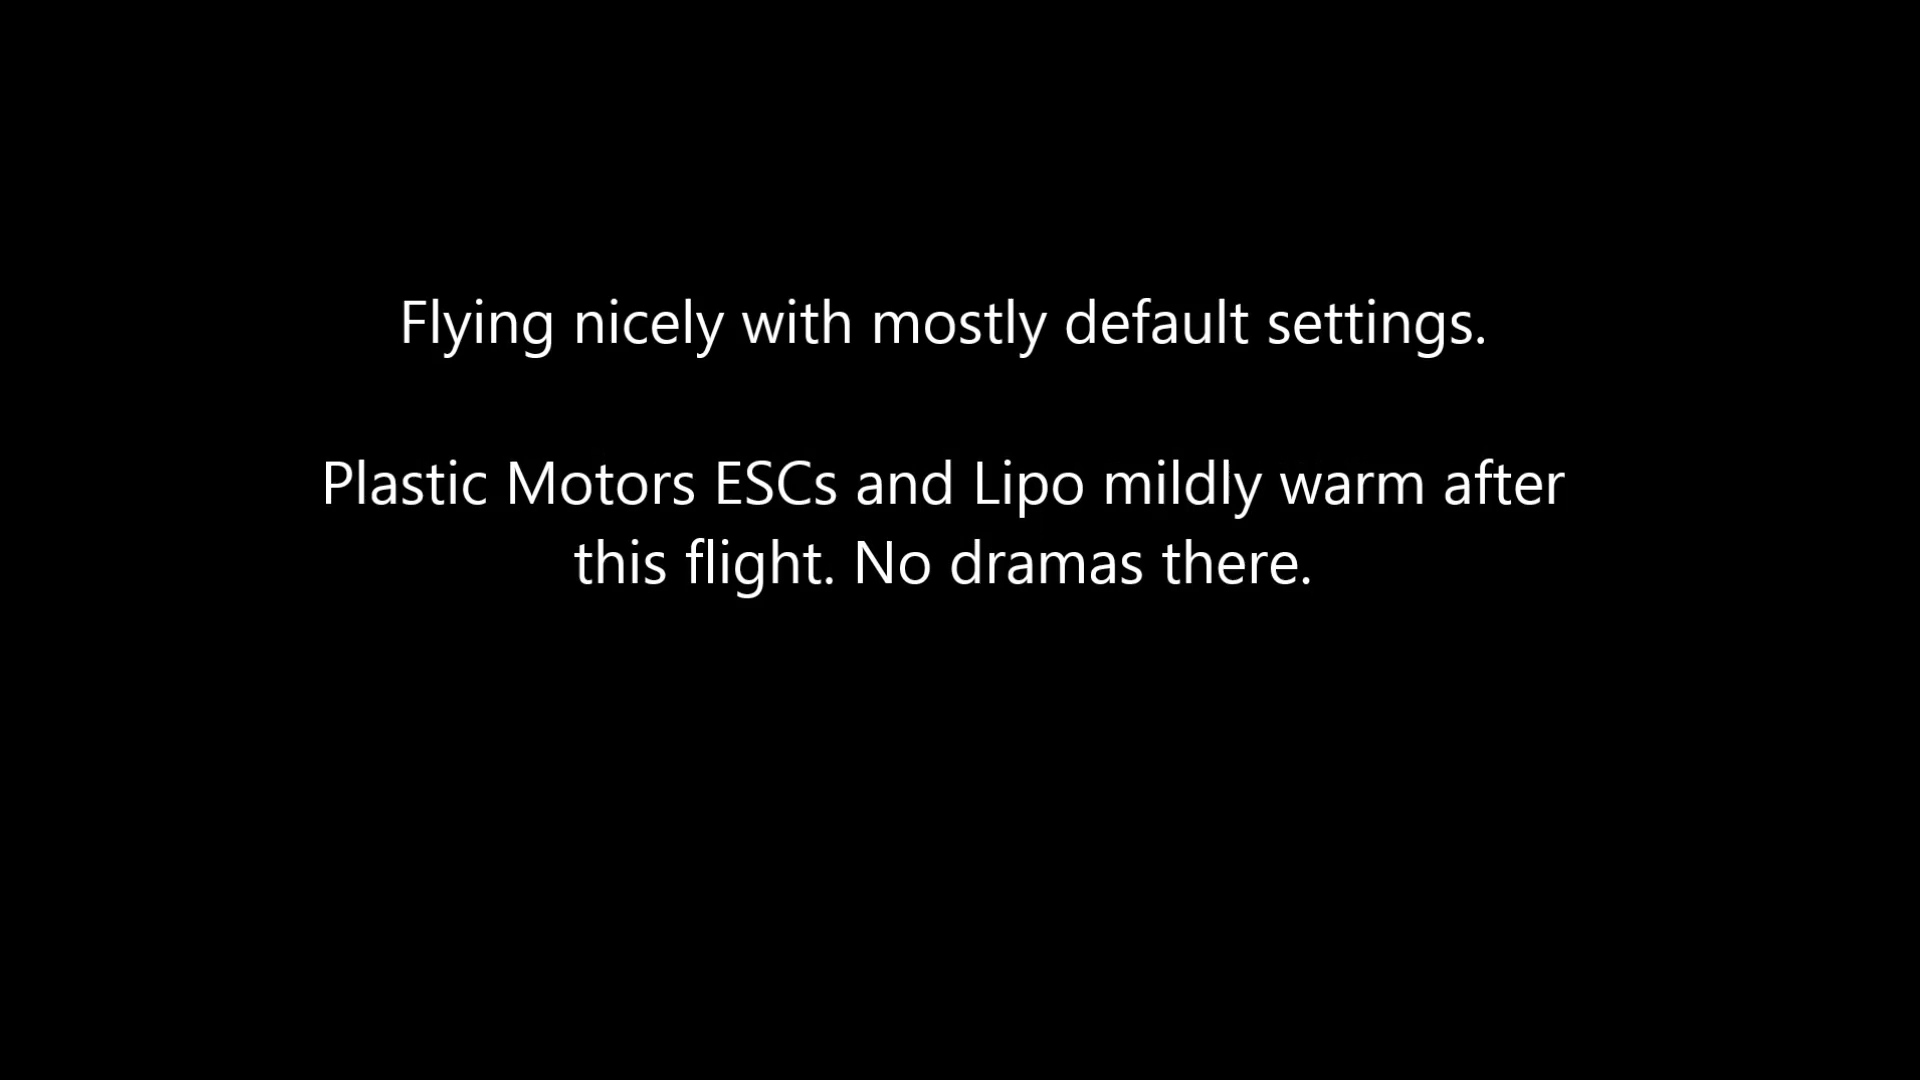 Flying nicely with mostly default settings.
Plastic Motors ESCs and Lipo mildly warm after
this flight. No dramas there.